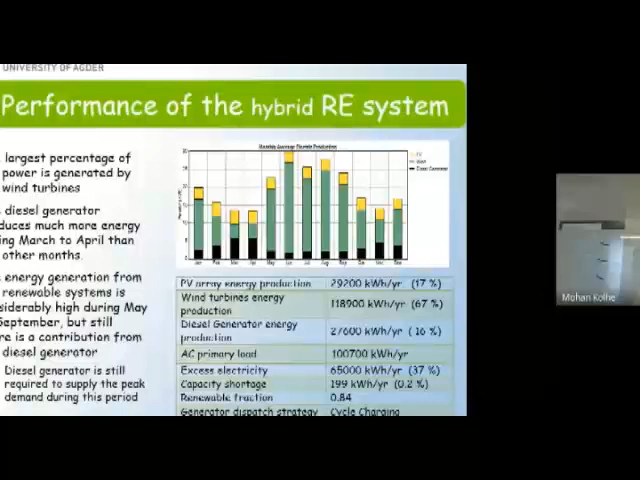 UNIVERSITY OF AGDER
Performance of the hybrid RE system
largest percentage of
power is generated by
wind turbines
diesel generator
duces much more energy
ing March to April than
other months.
energy generation from
renewable systems is
siderably high during May
September, but still
re is a contribution from
diesel generator
Diesel generator is still
required to supply the peak
demand during this period
Monthly Average Electric Production
PV
Wind
PV array energy production 29200 kWh/yr (17 %)
Wind turbines energy
production 118900 kWh/yr (67 %)
Diesel Generator energy
production 27600 kWh/yr (16 %)
AC primary load 100700 kWh/yr
Excess electricity 65000 kWh/yr (37 %)
Capacity shortage 199 kWh/yr (0.2 %)
Renewable fraction 0.84
Generator dispatch strategy Cycle Charging
Mohan Kolhe